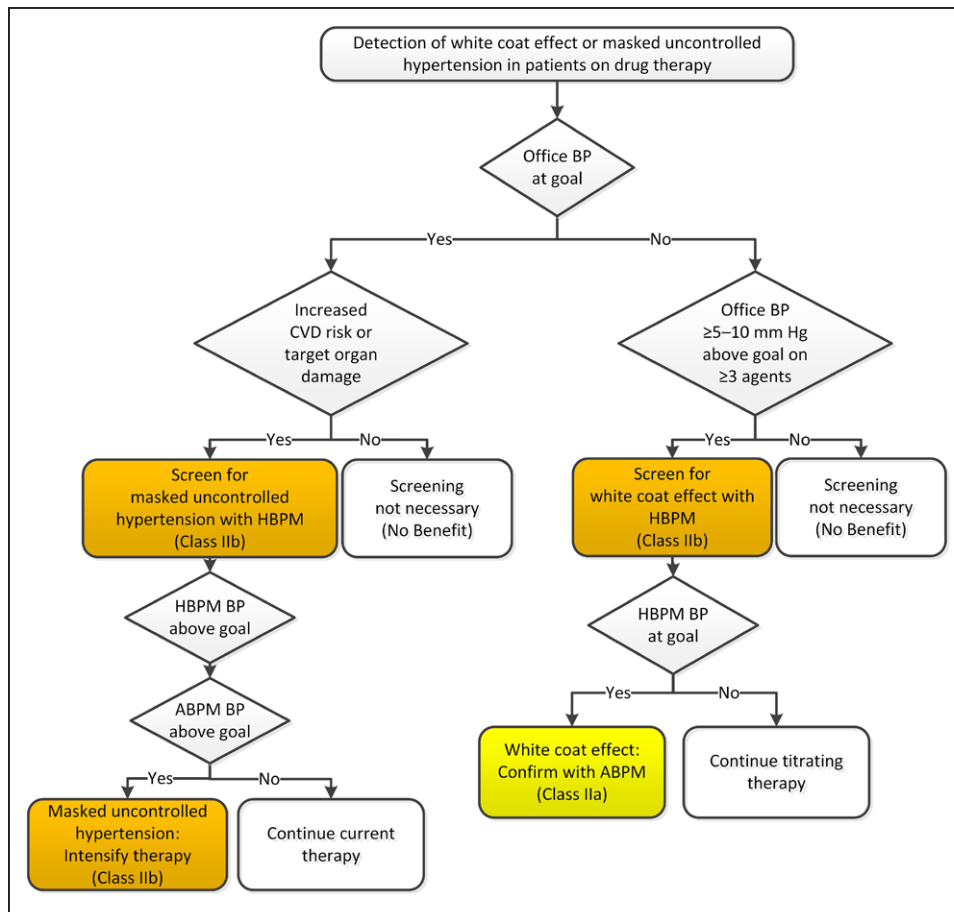 Detection of white coat effect or masked uncontrolled
hypertension in patients on drug therapy
Office BP
at goal
Yes
No
Increased
CVD risk or
target organ
damage
Office BP
≥5–10 mm Hg
above goal on
≥3 agents
Yes
No
Yes
No
Screen for
masked uncontrolled
hypertension with HBPM
(Class IIb)
Screening
not necessary
(No Benefit)
Screen for
white coat effect with
HBPM
(Class IIb)
Screening
not necessary
(No Benefit)
HBPM BP
above goal
HBPM BP
at goal
ABPM BP
above goal
Yes
No
White coat effect:
Confirm with ABPM
(Class IIa)
Continue titrating
therapy
Yes
No
Masked uncontrolled
hypertension:
Intensify therapy
(Class IIb)
Continue current
therapy